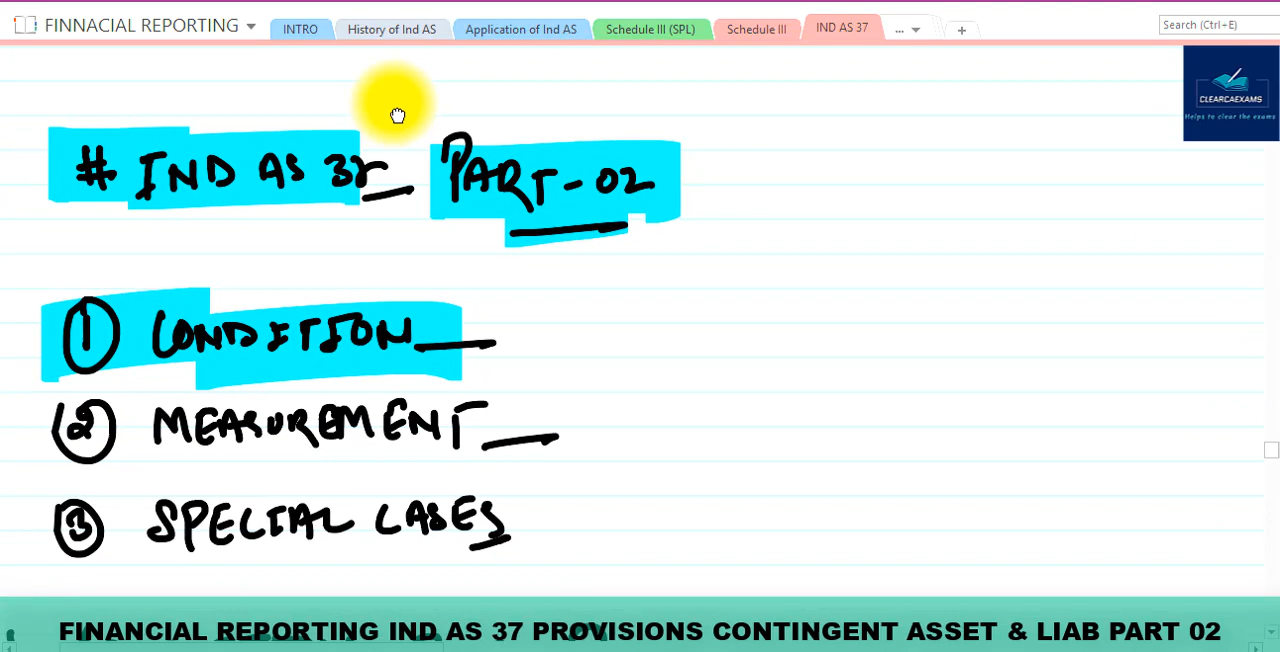 FINNACIAL REPORTING
INTRO
History of Ind AS
Application of Ind AS
Schedule III (SPL)
Schedule III
IND AS 37
...
Search (Ctrl+E)
CLEARCAEXAMS
Helps to clear the exams
# IND AS 37 PART-02
1 CONDITION
2 MEASUREMENT
3 SPECIAL CASES
FINANCIAL REPORTING IND AS 37 PROVISIONS CONTINGENT ASSET & LIAB PART 02